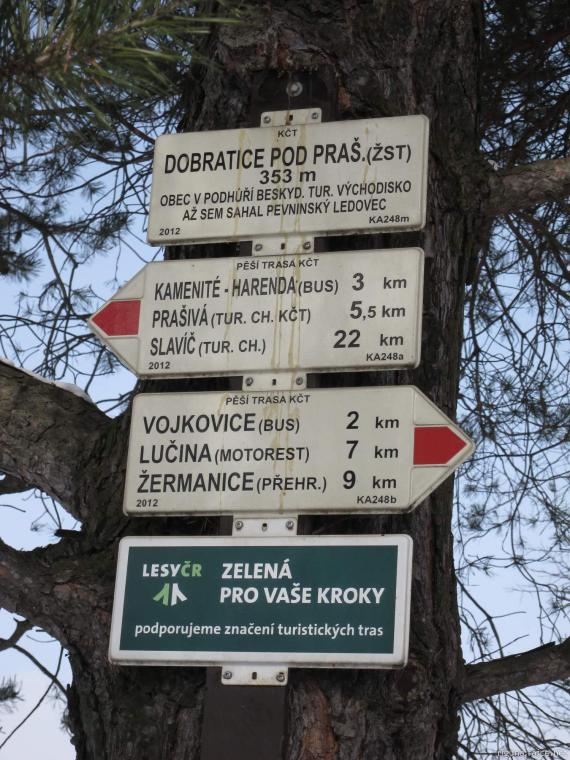 KČT
DOBRATICE POD PRAŠ.(ŽST)
353 m
OBEC V PODHŮŘÍ BESKYD. TUR. VÝCHODISKO
AŽ SEM SAHAL PEVNINSKÝ LEDOVEC
2012 KA248m
PĚŠÍ TRASA KČT
KAMENITÉ - HARENDA (BUS) 3 km
PRAŠIVÁ (TUR. CH. KČT) 5,5 km
SLAVÍČ (TUR. CH.) 22 km
2012 KA248a
PĚŠÍ TRASA KČT
VOJKOVICE (BUS) 2 km
LUČINA (MOTOREST) 7 km
ŽERMANICE (PŘEHR.) 9 km
2012 KA248b
LESY ČR ZELENÁ
PRO VAŠE KROKY
podporujeme značení turistických tras